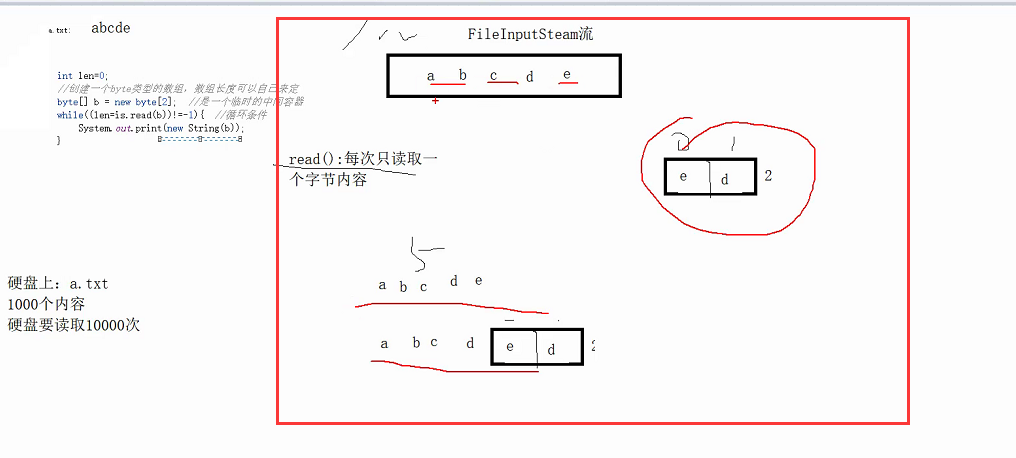 a.txt: abcde
int len=0;
//创建一个byte类型的数组，数组长度可以自己来定
byte[] b = new byte[2]; //是一个临时的中间容器
while((len=is.read(b))!=-1){ //循环条件
System.out.print(new String(b));
}
硬盘上：a.txt
1000个内容
硬盘要读取10000次
FileInputSteam流
a b c d e
+
read():每次只读取一
个字节内容
e d 2
5
a b c d e
a b c d e d 2